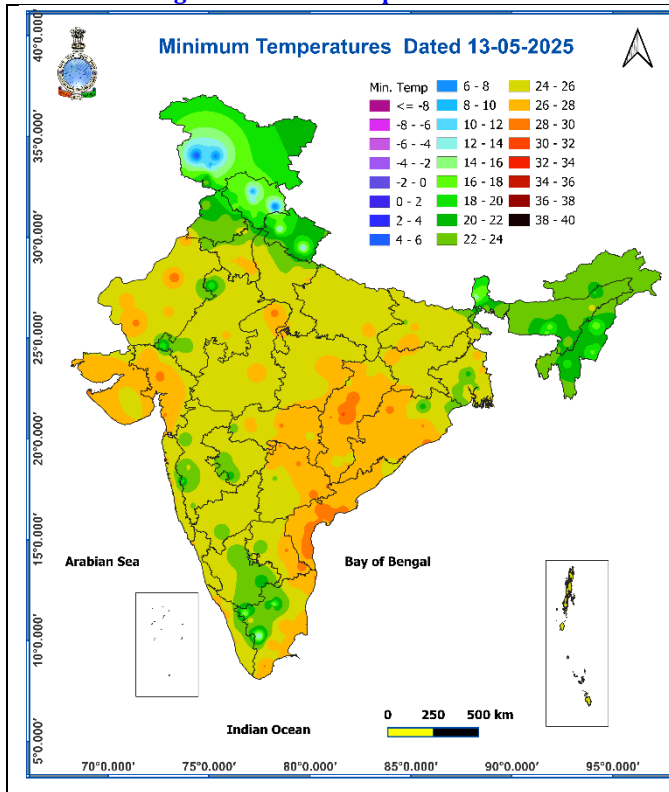 Minimum Temperatures Dated 13-05-2025
Min. Temp
<= -8
-8 - -6
-6 - -4
-4 - -2
-2 - 0
0 - 2
2 - 4
4 - 6
6 - 8
8 - 10
10 - 12
12 - 14
14 - 16
16 - 18
18 - 20
20 - 22
22 - 24
24 - 26
26 - 28
28 - 30
30 - 32
32 - 34
34 - 36
36 - 38
38 - 40
40°0.000'
35°0.000'
30°0.000'
25°0.000'
20°0.000'
15°0.000'
10°0.000'
5°0.000'
Arabian Sea
Bay of Bengal
Indian Ocean
0 250 500 km
70°0.000' 75°0.000' 80°0.000' 85°0.000' 90°0.000' 95°0.000'